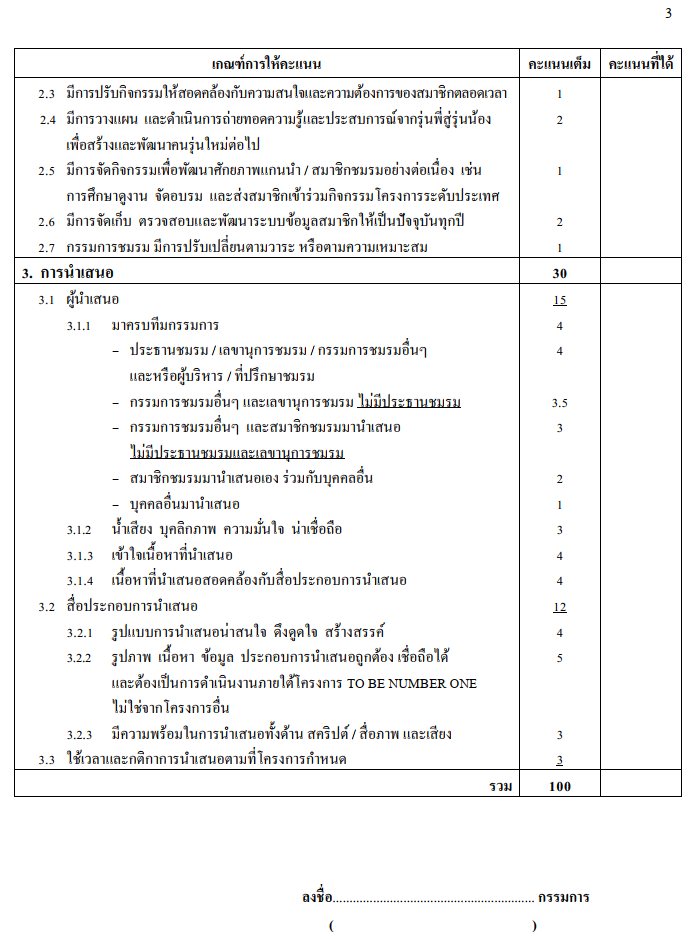 3
เกณฑ์การให้คะแนน คะแนนเต็ม คะแนนที่ได้
2.3 มีการปรับกิจกรรมให้สอดคล้องกับความสนใจและความต้องการของสมาชิกตลอดเวลา 1
2.4 มีการวางแผน และดำเนินการถ่ายทอดความรู้และประสบการณ์จากรุ่นพี่สู่รุ่นน้อง 2
เพื่อสร้างและพัฒนาคนรุ่นใหม่ต่อไป
2.5 มีการจัดกิจกรรมเพื่อพัฒนาศักยภาพแกนนำ / สมาชิกชมรมอย่างต่อเนื่อง เช่น 1
การศึกษาดูงาน จัดอบรม และส่งสมาชิกเข้าร่วมกิจกรรมโครงการระดับประเทศ
2.6 มีการจัดเก็บ ตรวจสอบและพัฒนาระบบข้อมูลสมาชิกให้เป็นปัจจุบันทุกปี 2
2.7 กรรมการชมรม มีการปรับเปลี่ยนตามวาระ หรือตามความเหมาะสม 1
3. การนำเสนอ 30
3.1 ผู้นำเสนอ 15
3.1.1 มาครบทีมกรรมการ 4
– ประธานชมรม / เลขานุการชมรม / กรรมการชมรมอื่นๆ 4
และหรือผู้บริหาร / ที่ปรึกษาชมรม
– กรรมการชมรมอื่นๆ และเลขานุการชมรม ไม่มีประธานชมรม 3.5
– กรรมการชมรมอื่นๆ และสมาชิกชมรมมานำเสนอ 3
ไม่มีประธานชมรมและเลขานุการชมรม
– สมาชิกชมรมมานำเสนอเอง ร่วมกับบุคคลอื่น 2
– บุคคลอื่นมานำเสนอ 1
3.1.2 น้ำเสียง บุคลิกภาพ ความมั่นใจ น่าเชื่อถือ 3
3.1.3 เข้าใจเนื้อหาที่นำเสนอ 4
3.1.4 เนื้อหาที่นำเสนอสอดคล้องกับสื่อประกอบการนำเสนอ 4
3.2 สื่อประกอบการนำเสนอ 12
3.2.1 รูปแบบการนำเสนอน่าสนใจ ดึงดูดใจ สร้างสรรค์ 4
3.2.2 รูปภาพ เนื้อหา ข้อมูล ประกอบการนำเสนอถูกต้อง เชื่อถือได้ 5
และต้องเป็นการดำเนินงานภายใต้โครงการ TO BE NUMBER ONE
ไม่ใช่จากโครงการอื่น
3.2.3 มีความพร้อมในการนำเสนอทั้งด้าน สคริปต์ / สื่อภาพ และเสียง 3
3.3 ใช้เวลาและกติกาการนำเสนอตามที่โครงการกำหนด 3
รวม 100
ลงชื่อ............................................................ กรรมการ
( )